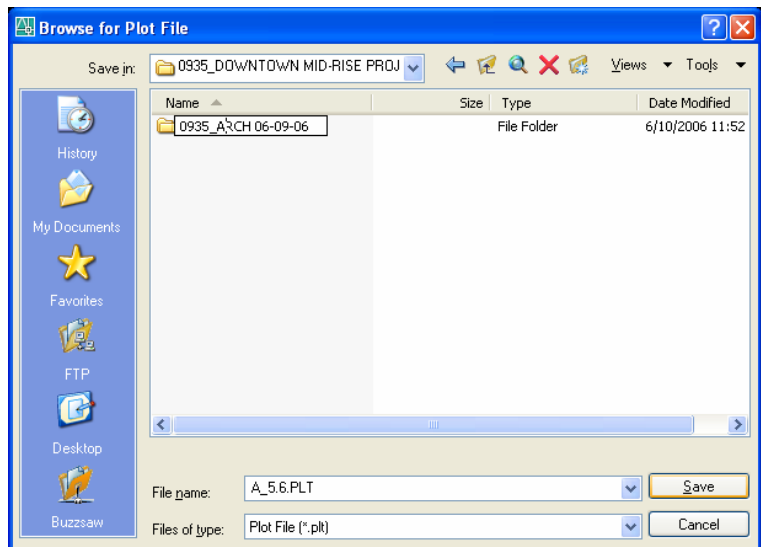 Browse for Plot File
Save in: 0935_DOWNTOWN MID-RISE PROJ Views Tools
Name Size Type Date Modified
0935_ARCH 06-09-06 File Folder 6/10/2006 11:52
History
My Documents
Favorites
FTP
Desktop
Buzzsaw
File name: A_5.6.PLT Save
Files of type: Plot File (*.plt) Cancel